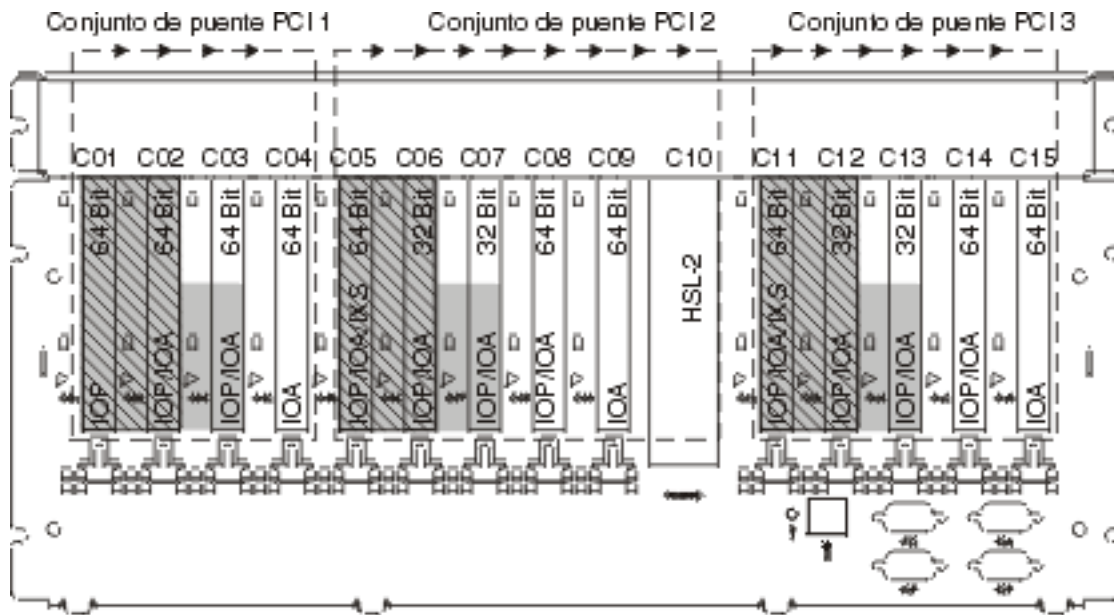 Conjunto de puente PCI 1
Conjunto de puente PCI 2
Conjunto de puente PCI 3
C01 C02 C03 C04 C05 C06 C07 C08 C09 C10 C11 C12 C13 C14 C15
IOP 64 Bit
IOP/IOA 64 Bit
IOP/IOA 64 Bit
IOA 64 Bit
IOP/IOA/IXS 64 Bit
IOP/IOA 32 Bit
IOP/IOA 32 Bit
IOP/IOA 64 Bit
IOA 64 Bit
HSL-2
IOP/IOA/IXS 64 Bit
IOP/IOA 32 Bit
IOP/IOA 32 Bit
IOP/IOA 64 Bit
IOA 64 Bit